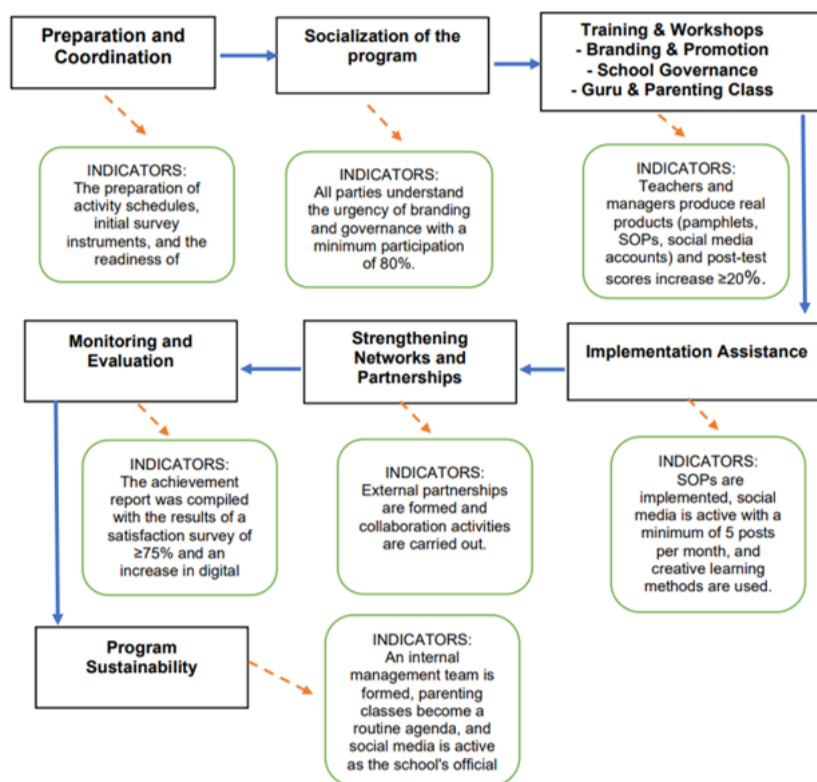 Preparation and
Coordination
Socialization of the
program
Training & Workshops
- Branding & Promotion
- School Governance
- Guru & Parenting Class
INDICATORS:
The preparation of
activity schedules,
initial survey
instruments, and the
readiness of
INDICATORS:
All parties understand
the urgency of branding
and governance with a
minimum participation
of 80%.
INDICATORS:
Teachers and
managers produce real
products (pamphlets,
SOPs, social media
accounts) and post-test
scores increase ≥20%.
Monitoring and
Evaluation
Strengthening
Networks and
Partnerships
Implementation Assistance
INDICATORS:
The achievement
report was compiled
with the results of a
satisfaction survey of
≥75% and an
increase in digital
INDICATORS:
External partnerships
are formed and
collaboration activities
are carried out.
INDICATORS:
SOPs are
implemented, social
media is active with a
minimum of 5 posts
per month, and
creative learning
methods are used.
Program
Sustainability
INDICATORS:
An internal
management team is
formed, parenting
classes become a
routine agenda, and
social media is active
as the school's official